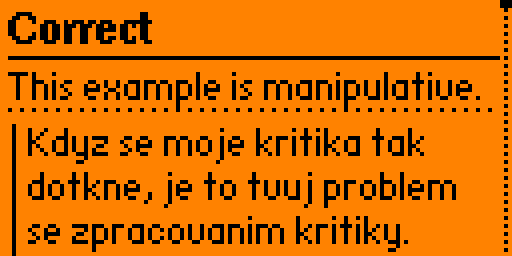 Correct
This example is manipulative.
Kdyz se moje kritika tak
dotkne, je to tvuj problem
se zpracovanim kritiky.